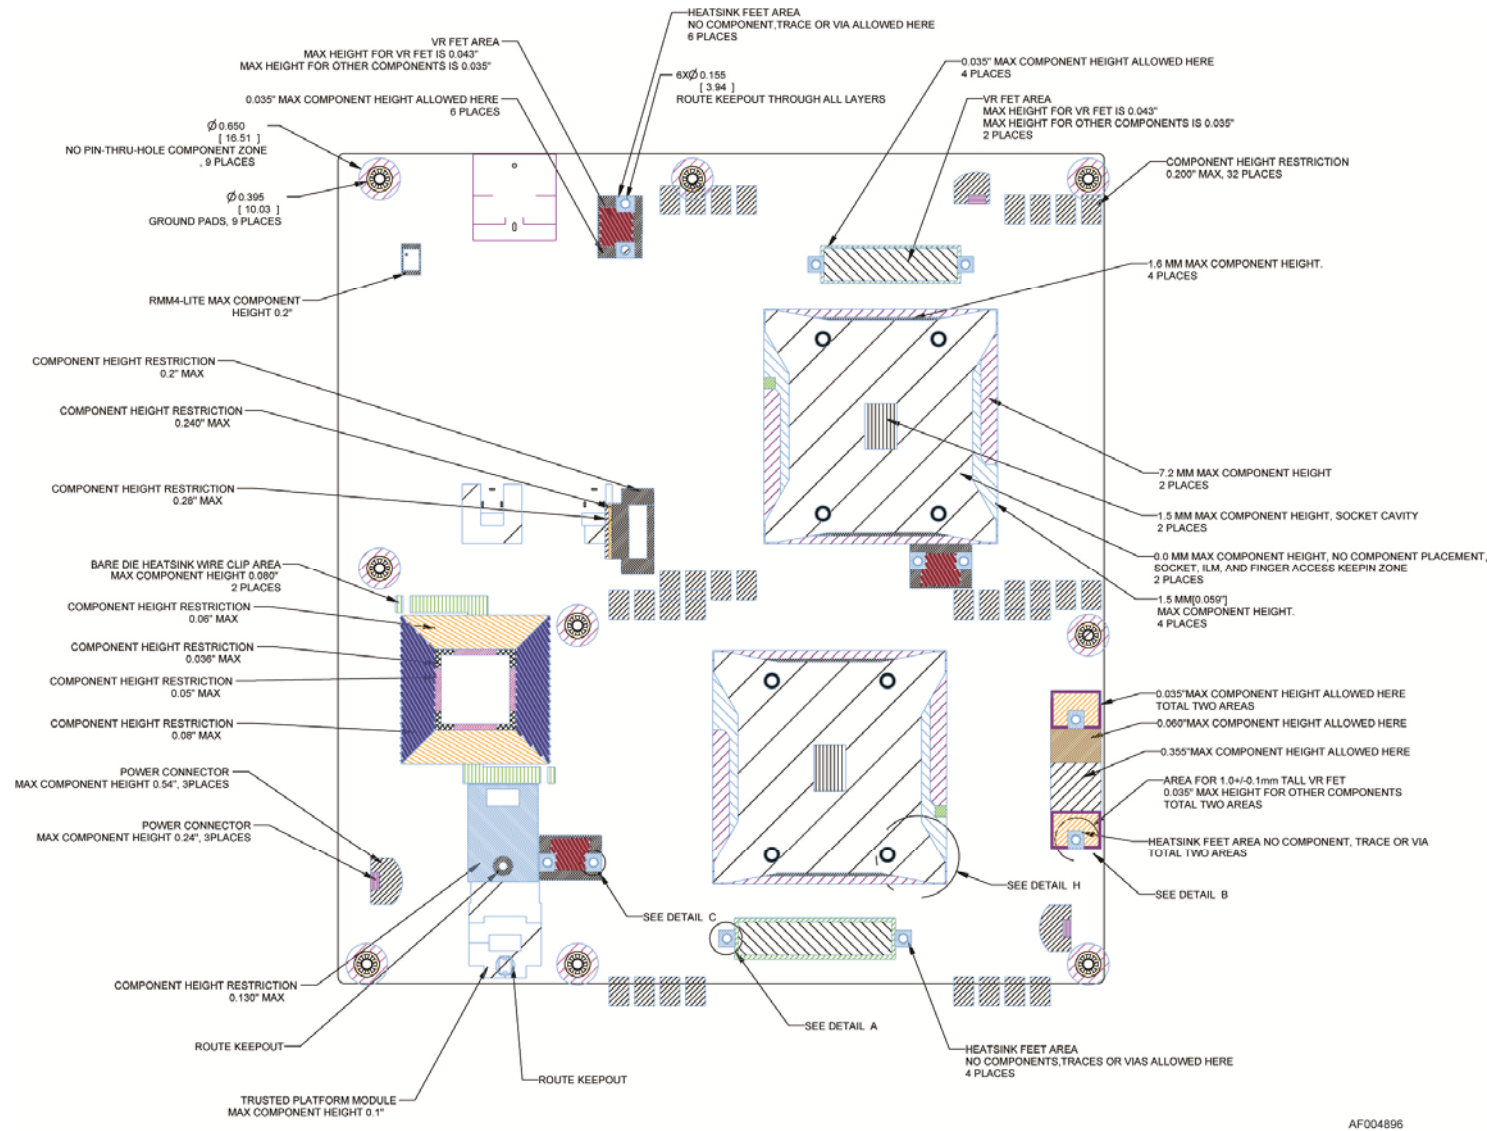 HEATSINK FEET AREA
NO COMPONENT,TRACE OR VIA ALLOWED HERE
6 PLACES
VR FET AREA
MAX HEIGHT FOR VR FET IS 0.043"
MAX HEIGHT FOR OTHER COMPONENTS IS 0.035"
6XØ 0.155
[ 3.94 ]
ROUTE KEEPOUT THROUGH ALL LAYERS
0.035" MAX COMPONENT HEIGHT ALLOWED HERE
4 PLACES
0.035" MAX COMPONENT HEIGHT ALLOWED HERE
6 PLACES
VR FET AREA
MAX HEIGHT FOR VR FET IS 0.043"
MAX HEIGHT FOR OTHER COMPONENTS IS 0.035"
2 PLACES
Ø 0.650
[ 16.51 ]
NO PIN-THRU-HOLE COMPONENT ZONE
, 9 PLACES
COMPONENT HEIGHT RESTRICTION
0.200" MAX, 32 PLACES
Ø 0.395
[ 10.03 ]
GROUND PADS, 9 PLACES
1.6 MM MAX COMPONENT HEIGHT.
4 PLACES
RMM4-LITE MAX COMPONENT
HEIGHT 0.2"
COMPONENT HEIGHT RESTRICTION
0.2" MAX
COMPONENT HEIGHT RESTRICTION
0.240" MAX
7.2 MM MAX COMPONENT HEIGHT
2 PLACES
COMPONENT HEIGHT RESTRICTION
0.28" MAX
1.5 MM MAX COMPONENT HEIGHT, SOCKET CAVITY
2 PLACES
0.0 MM MAX COMPONENT HEIGHT, NO COMPONENT PLACEMENT,
SOCKET, ILM, AND FINGER ACCESS KEEPIN ZONE
2 PLACES
BARE DIE HEATSINK WIRE CLIP AREA
MAX COMPONENT HEIGHT 0.080"
2 PLACES
1.5 MM[0.059"]
MAX COMPONENT HEIGHT.
4 PLACES
COMPONENT HEIGHT RESTRICTION
0.06" MAX
COMPONENT HEIGHT RESTRICTION
0.036" MAX
COMPONENT HEIGHT RESTRICTION
0.05" MAX
0.035"MAX COMPONENT HEIGHT ALLOWED HERE
TOTAL TWO AREAS
COMPONENT HEIGHT RESTRICTION
0.08" MAX
0.060"MAX COMPONENT HEIGHT ALLOWED HERE
0.355"MAX COMPONENT HEIGHT ALLOWED HERE
POWER CONNECTOR
MAX COMPONENT HEIGHT 0.54", 3PLACES
AREA FOR 1.0+/-0.1mm TALL VR FET
0.035" MAX HEIGHT FOR OTHER COMPONENTS
TOTAL TWO AREAS
POWER CONNECTOR
MAX COMPONENT HEIGHT 0.24", 3PLACES
HEATSINK FEET AREA NO COMPONENT, TRACE OR VIA
TOTAL TWO AREAS
SEE DETAIL H
SEE DETAIL B
SEE DETAIL C
COMPONENT HEIGHT RESTRICTION
0.130" MAX
SEE DETAIL A
ROUTE KEEPOUT
HEATSINK FEET AREA
NO COMPONENTS,TRACES OR VIAS ALLOWED HERE
4 PLACES
ROUTE KEEPOUT
TRUSTED PLATFORM MODULE
MAX COMPONENT HEIGHT 0.1"
AF004896